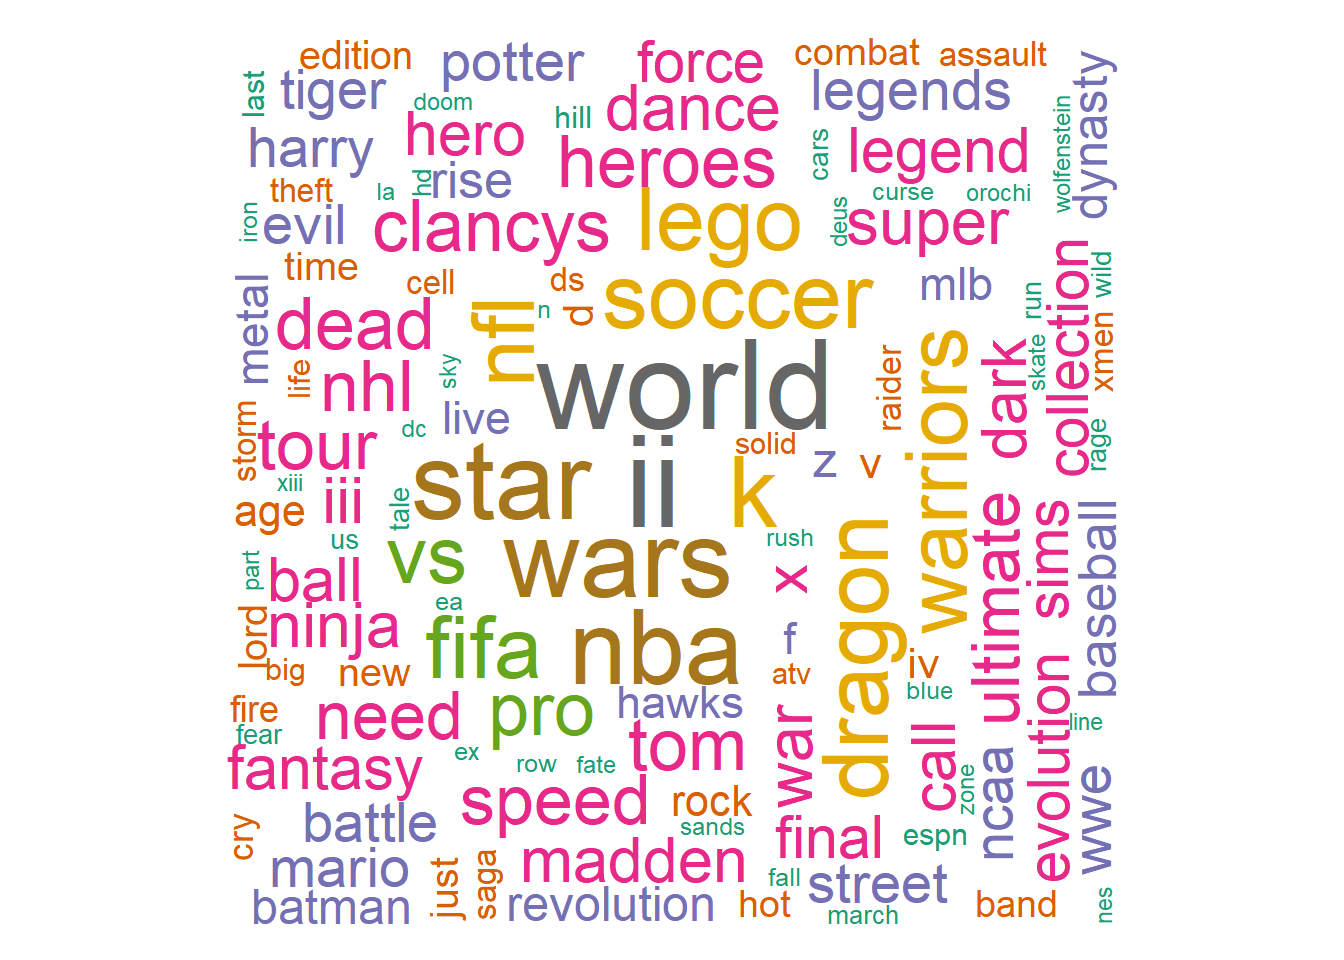 edition
potter
force
combat
assault
last
tiger
doom
dance
legends
dynasty
harry
hero
hill
heroes
cars
legend
wolfenstein
theft
la
hd
rise
curse
orochi
iron
evil
clancys
lego
deus
super
time
cell
ds
d
soccer
mlb
collection
wild
metal
dead
nfl
n
run
xmen
life
nhl
sky
world
raider
warriors
dark
skate
storm
tour
live
dc
solid
z
v
rage
xiii
star
ii
k
age
iii
tale
us
vs
wars
rush
dragon
ultimate
sims
baseball
part
ball
ea
x
lord
ninja
fifa
nba
f
iv
big
new
atv
blue
fire
need
pro
hawks
war
call
evolution
line
fear
ex
row
fate
tom
fantasy
zone
ncaa
wwe
speed
rock
cry
battle
sands
final
espn
mario
just
saga
madden
fall
street
batman
revolution
hot
march
band
nes